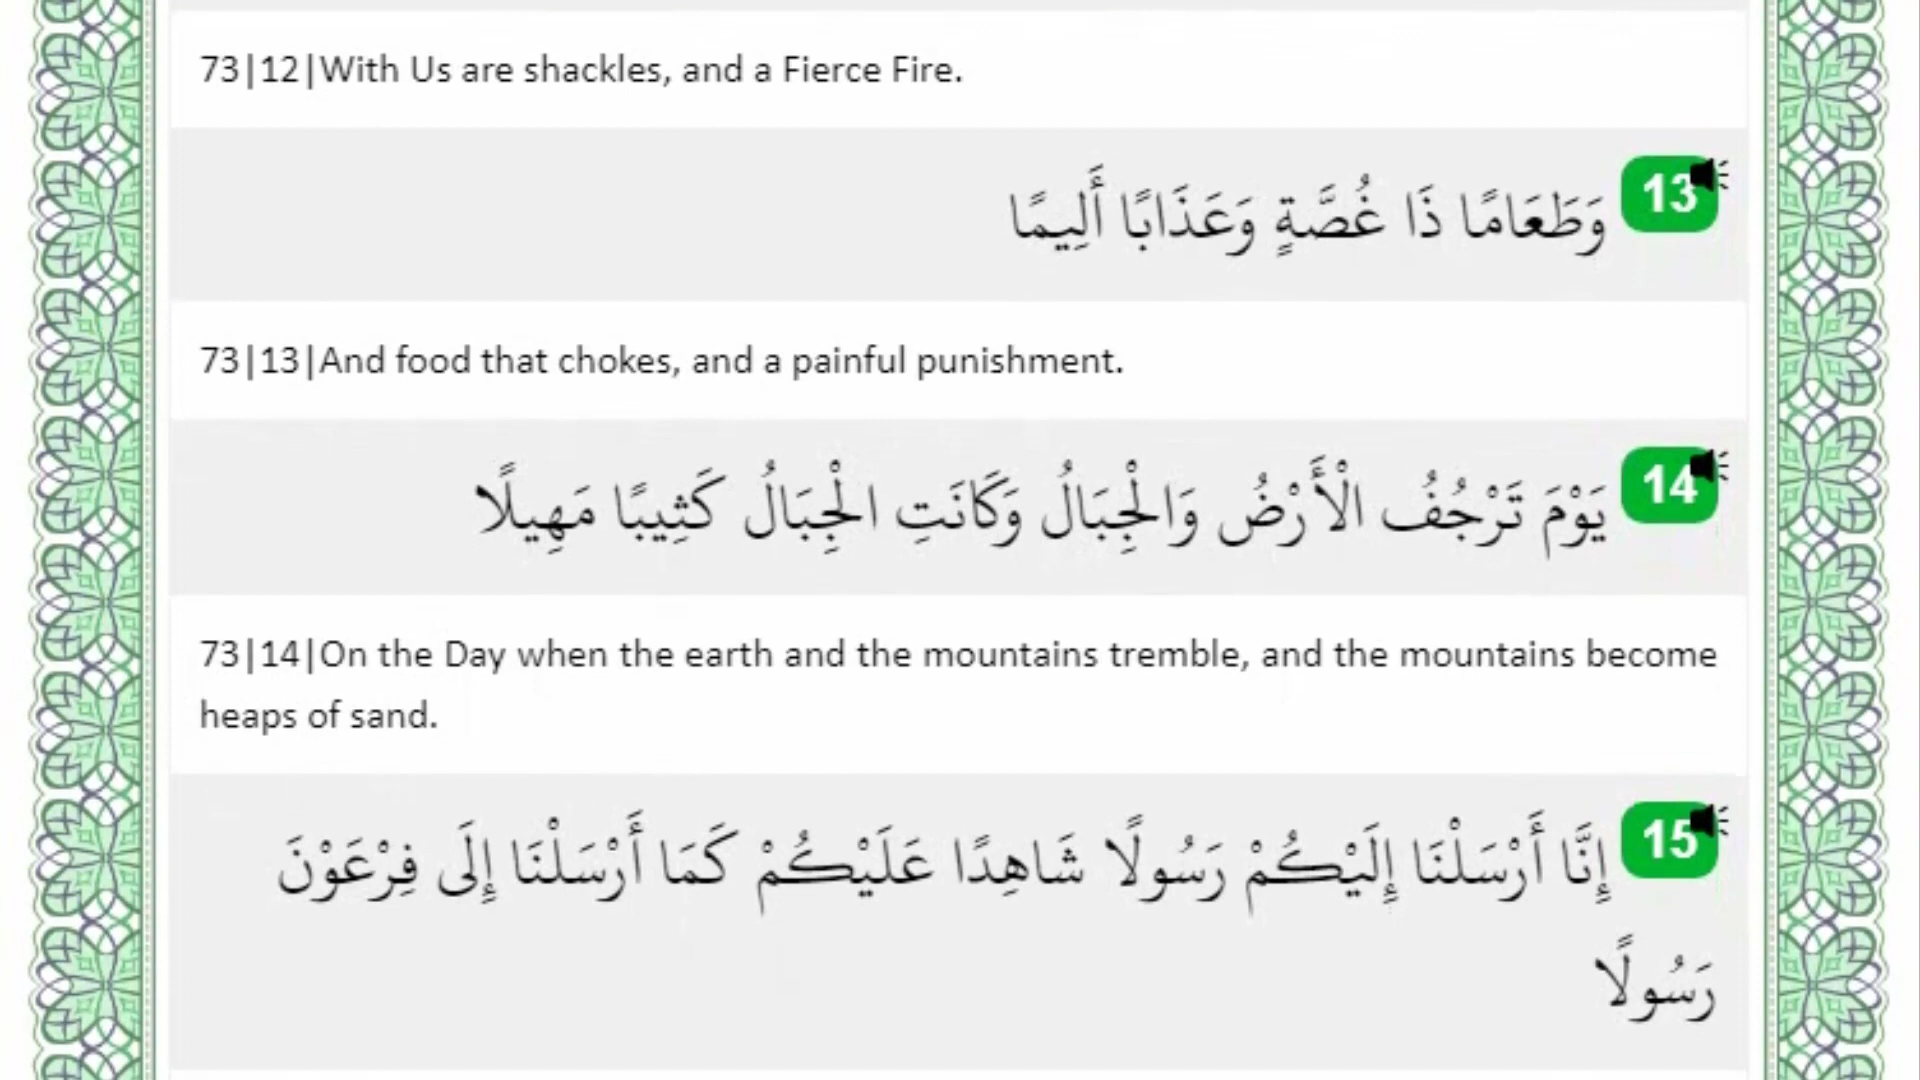 73|12|With Us are shackles, and a Fierce Fire.
13 وَطَعَامًا ذَا غُصَّةٍ وَعَذَابًا أَلِيمًا
73|13|And food that chokes, and a painful punishment.
14 يَوْمَ تَرْجُفُ الْأَرْضُ وَالْجِبَالُ وَكَانَتِ الْجِبَالُ كَثِيبًا مَهِيلًا
73|14|On the Day when the earth and the mountains tremble, and the mountains become
heaps of sand.
15 إِنَّا أَرْسَلْنَا إِلَيْكُمْ رَسُولًا شَاهِدًا عَلَيْكُمْ كَمَا أَرْسَلْنَا إِلَى فِرْعَوْنَ
رَسُولًا